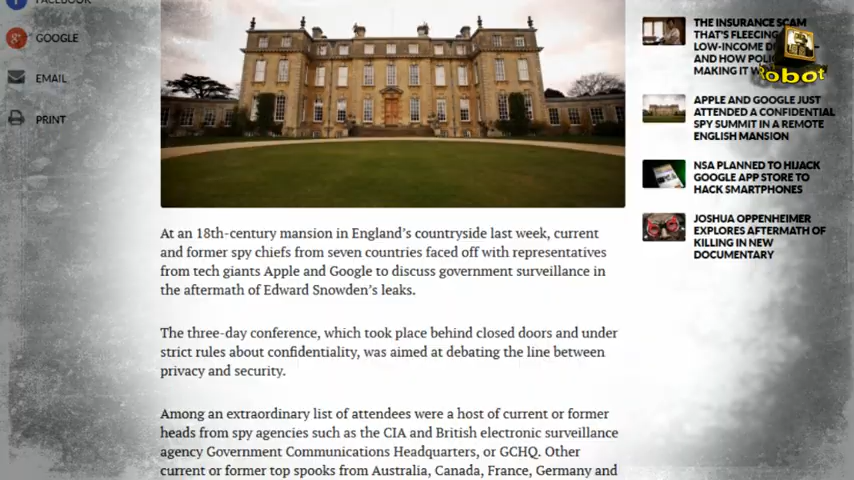 FACEBOOK
GOOGLE
EMAIL
PRINT
At an 18th-century mansion in England's countryside last week, current
and former spy chiefs from seven countries faced off with representatives
from tech giants Apple and Google to discuss government surveillance in
the aftermath of Edward Snowden's leaks.
The three-day conference, which took place behind closed doors and under
strict rules about confidentiality, was aimed at debating the line between
privacy and security.
Among an extraordinary list of attendees were a host of current or former
heads from spy agencies such as the CIA and British electronic surveillance
agency Government Communications Headquarters, or GCHQ. Other
current or former top spooks from Australia, Canada, France, Germany and
THE INSURANCE SCAM
THAT'S FLEECING
LOW-INCOME
AND HOW
MAKING IT
Robot
APPLE AND GOOGLE JUST
ATTENDED A CONFIDENTIAL
SPY SUMMIT IN A REMOTE
ENGLISH MANSION
NSA PLANNED TO HIJACK
GOOGLE APP STORE TO
HACK SMARTPHONES
JOSHUA OPPENHEIMER
EXPLORES AFTERMATH OF
KILLING IN NEW
DOCUMENTARY